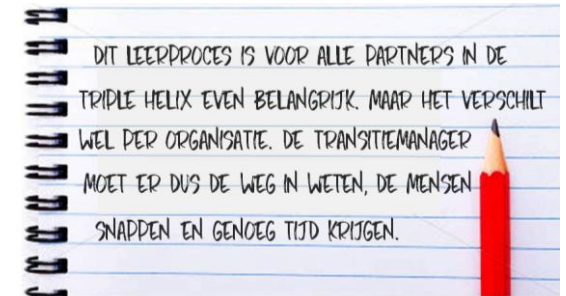 DIT LEERPROCES IS VOOR ALLE PARTNERS IN DE
TRIPLE HELIX EVEN BELANGRIJK. MAAR HET VERSCHILT
WEL PER ORGANISATIE. DE TRANSITIEMANAGER
MOET ER DUS DE WEG IN WETEN, DE MENSEN
SNAPPEN EN GENOEG TIJD KRIJGEN.